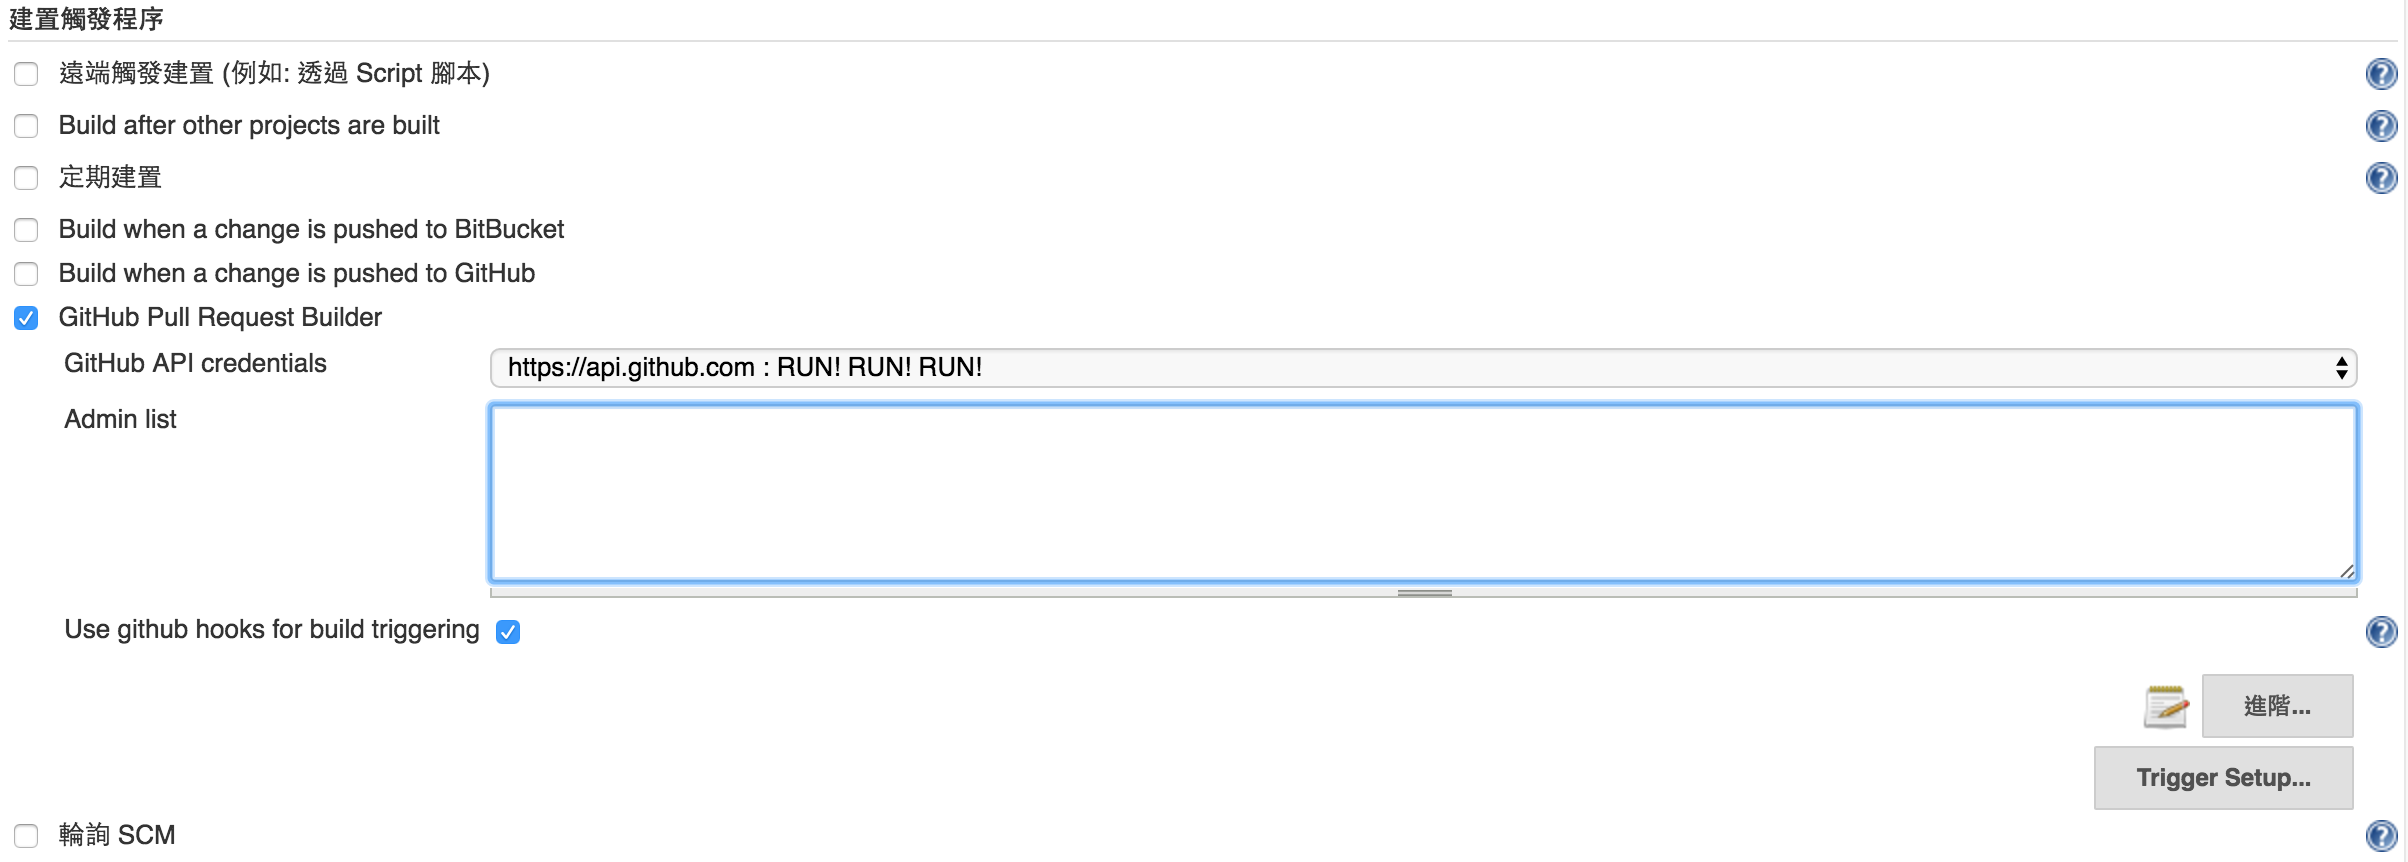 建置觸發程序
遠端觸發建置 (例如: 透過 Script 腳本)
Build after other projects are built
定期建置
Build when a change is pushed to BitBucket
Build when a change is pushed to GitHub
GitHub Pull Request Builder
GitHub API credentials https://api.github.com : RUN! RUN! RUN!
Admin list
Use github hooks for build triggering
進階...
Trigger Setup...
輪詢 SCM